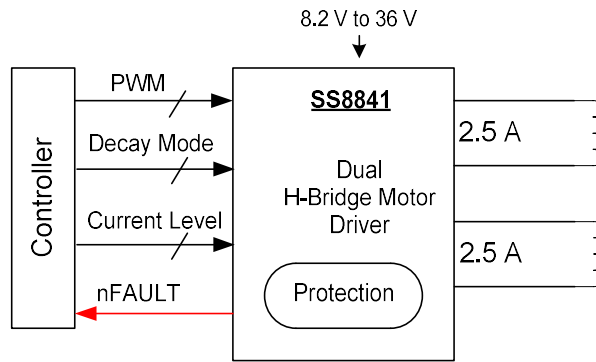 8.2 V to 36 V
Controller
PWM
Decay Mode
Current Level
nFAULT
SS8841
Dual
H-Bridge Motor
Driver
Protection
2.5 A
2.5 A